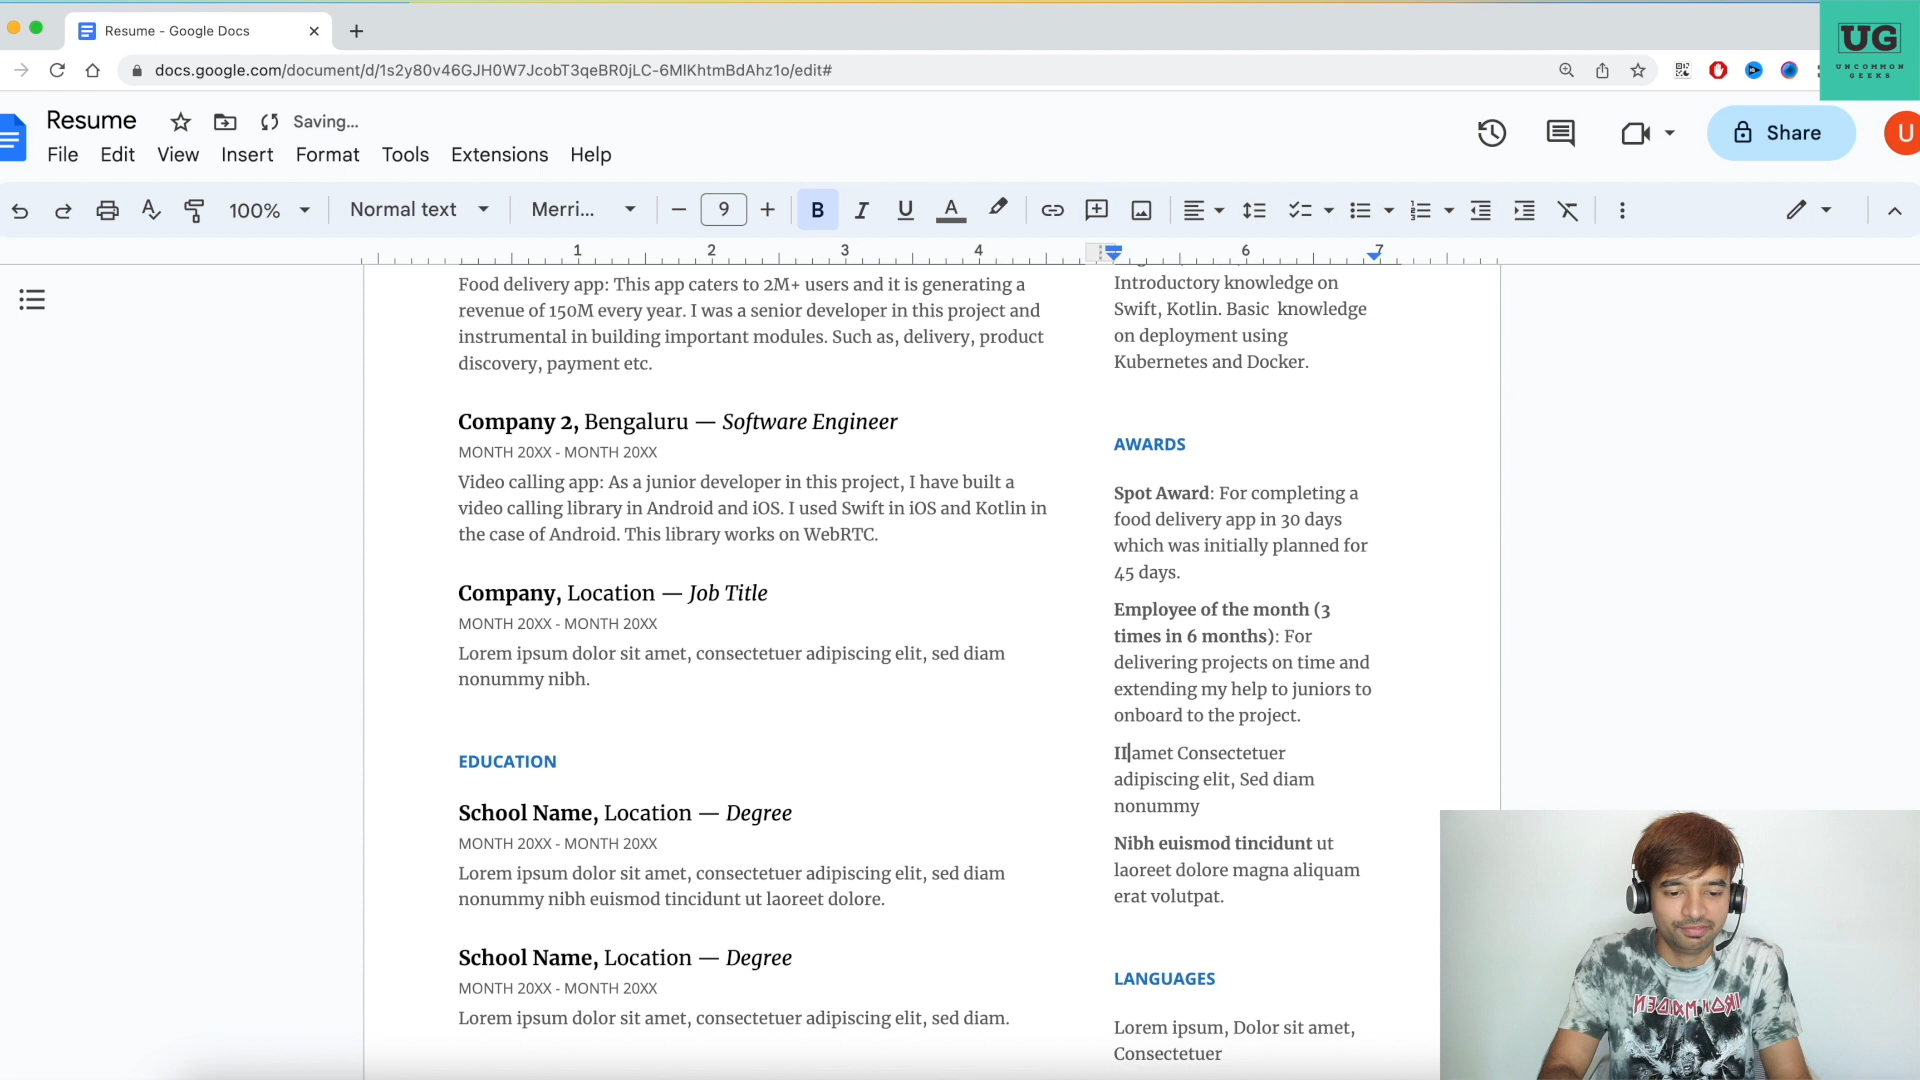 Resume - Google Docs
docs.google.com/document/d/1s2y80v46GJH0W7JcobT3qeBR0jLC-6MlKhtmBdAhz1o/edit#
UG
UNCOMMON
GEEKS
Resume
Saving...
File Edit View Insert Format Tools Extensions Help
Share
U
100% Normal text Merri... 9 B I U A
1 2 3 4 6 7
Food delivery app: This app caters to 2M+ users and it is generating a
revenue of 150M every year. I was a senior developer in this project and
instrumental in building important modules. Such as, delivery, product
discovery, payment etc.
Company 2, Bengaluru — Software Engineer
MONTH 20XX - MONTH 20XX
Video calling app: As a junior developer in this project, I have built a
video calling library in Android and iOS. I used Swift in iOS and Kotlin in
the case of Android. This library works on WebRTC.
Company, Location — Job Title
MONTH 20XX - MONTH 20XX
Lorem ipsum dolor sit amet, consectetuer adipiscing elit, sed diam
nonummy nibh.
EDUCATION
School Name, Location — Degree
MONTH 20XX - MONTH 20XX
Lorem ipsum dolor sit amet, consectetuer adipiscing elit, sed diam
nonummy nibh euismod tincidunt ut laoreet dolore.
School Name, Location — Degree
MONTH 20XX - MONTH 20XX
Lorem ipsum dolor sit amet, consectetuer adipiscing elit, sed diam.
Introductory knowledge on
Swift, Kotlin. Basic knowledge
on deployment using
Kubernetes and Docker.
AWARDS
Spot Award: For completing a
food delivery app in 30 days
which was initially planned for
45 days.
Employee of the month (3
times in 6 months): For
delivering projects on time and
extending my help to juniors to
onboard to the project.
IIamet Consectetuer
adipiscing elit, Sed diam
nonummy
Nibh euismod tincidunt ut
laoreet dolore magna aliquam
erat volutpat.
LANGUAGES
Lorem ipsum, Dolor sit amet,
Consectetuer
IRON MAIDEN